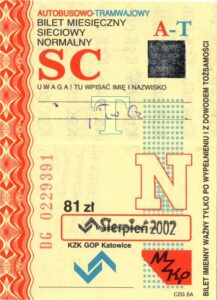 AUTOBUSOWO-TRAMWAJOWY
BILET MIESIĘCZNY
SIECIOWY
NORMALNY
A-T
SC
UWAGA! TU WPISAĆ IMIĘ I NAZWISKO
T
N
DG 0229391
81 zł
Sierpień 2002
KZK GOP Katowice
BILET IMIENNY WAŻNY TYLKO PO WYPEŁNIENIU I Z DOWODEM TOŻSAMOŚCI
CZG SA